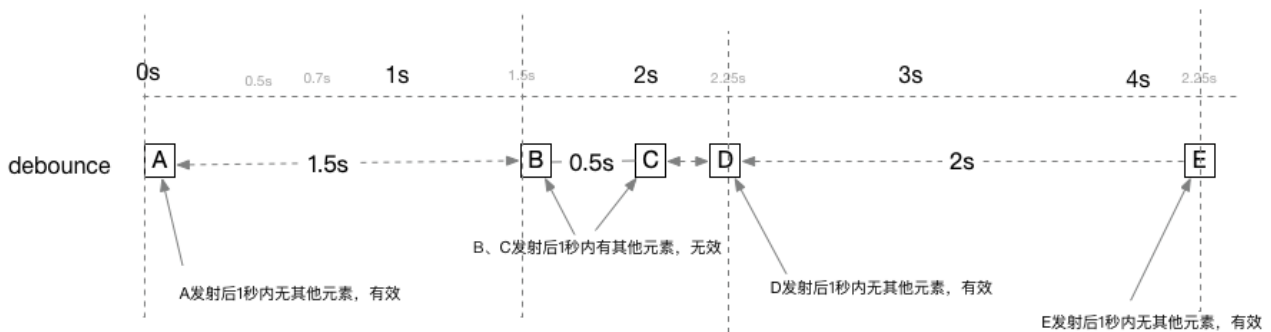 0s 0.5s 0.7s 1s 1.5s 2s 2.25s 3s 4s 2.25s
debounce A 1.5s B 0.5s C D 2s E
B、C发射后1秒内有其他元素，无效
A发射后1秒内无其他元素，有效
D发射后1秒内无其他元素，有效
E发射后1秒内无其他元素，有效